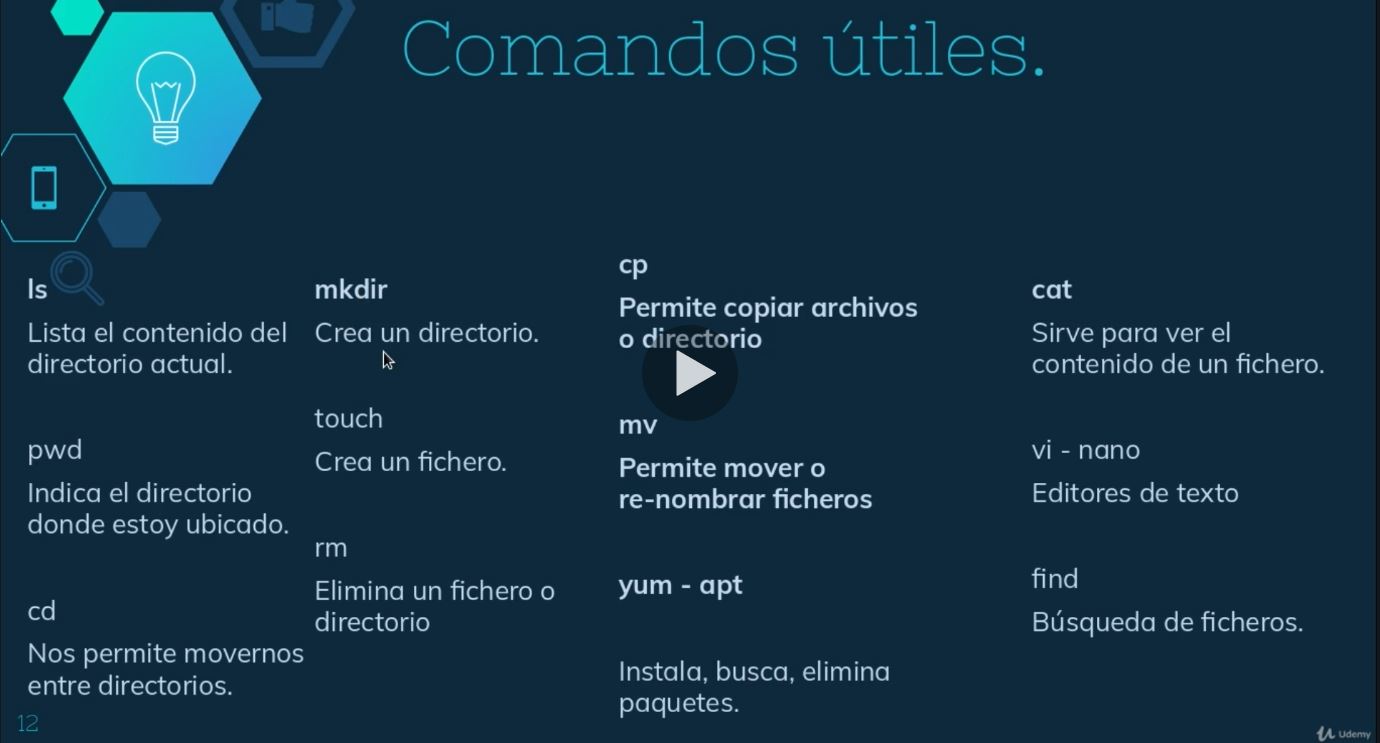 Comandos útiles.
ls
Lista el contenido del
directorio actual.
pwd
Indica el directorio
donde estoy ubicado.
cd
Nos permite movernos
entre directorios.
mkdir
Crea un directorio.
touch
Crea un fichero.
rm
Elimina un fichero o
directorio
cp
Permite copiar archivos
o directorio
mv
Permite mover o
re-nombrar ficheros
yum - apt
Instala, busca, elimina
paquetes.
cat
Sirve para ver el
contenido de un fichero.
vi - nano
Editores de texto
find
Búsqueda de ficheros.
12
Udemy